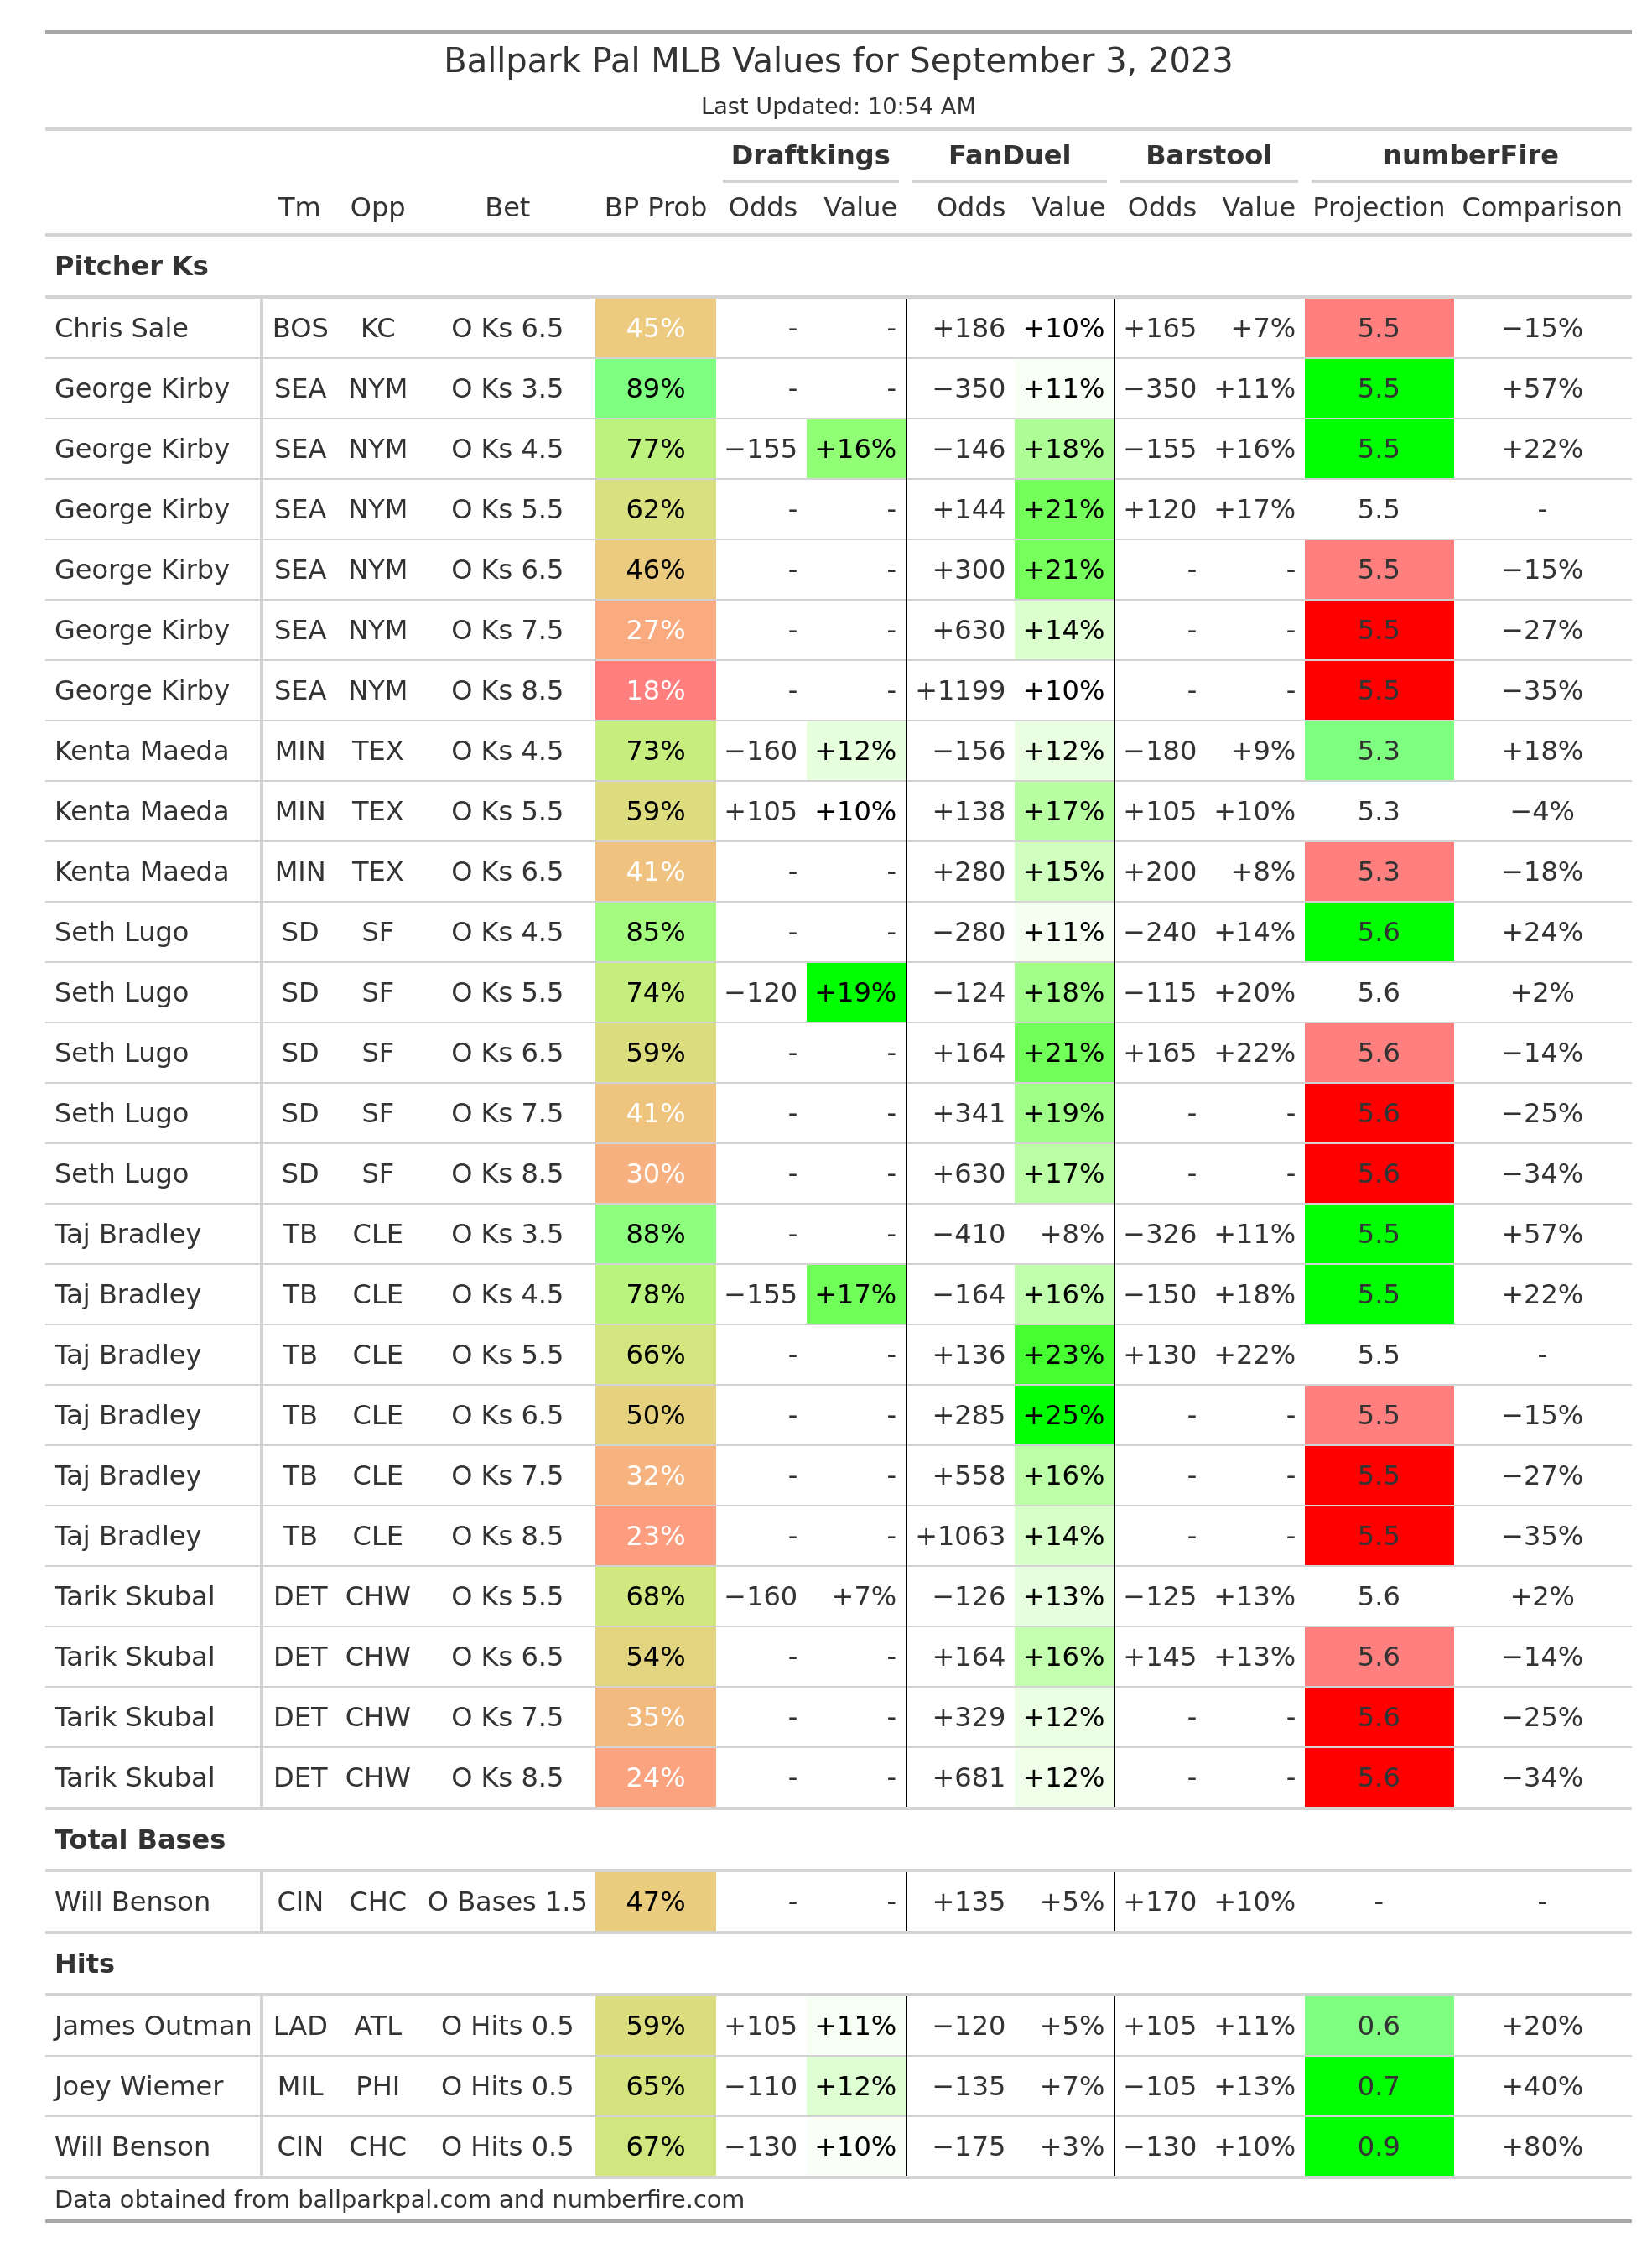 Ballpark Pal MLB Values for September 3, 2023
Last Updated: 10:54 AM
Draftkings FanDuel Barstool numberFire
Tm Opp Bet BP Prob Odds Value Odds Value Odds Value Projection Comparison
Pitcher Ks
Chris Sale BOS KC O Ks 6.5 45% - - +186 +10% +165 +7% 5.5 −15%
George Kirby SEA NYM O Ks 3.5 89% - - −350 +11% −350 +11% 5.5 +57%
George Kirby SEA NYM O Ks 4.5 77% −155 +16% −146 +18% −155 +16% 5.5 +22%
George Kirby SEA NYM O Ks 5.5 62% - - +144 +21% +120 +17% 5.5 -
George Kirby SEA NYM O Ks 6.5 46% - - +300 +21% - - 5.5 −15%
George Kirby SEA NYM O Ks 7.5 27% - - +630 +14% - - 5.5 −27%
George Kirby SEA NYM O Ks 8.5 18% - - +1199 +10% - - 5.5 −35%
Kenta Maeda MIN TEX O Ks 4.5 73% −160 +12% −156 +12% −180 +9% 5.3 +18%
Kenta Maeda MIN TEX O Ks 5.5 59% +105 +10% +138 +17% +105 +10% 5.3 −4%
Kenta Maeda MIN TEX O Ks 6.5 41% - - +280 +15% +200 +8% 5.3 −18%
Seth Lugo SD SF O Ks 4.5 85% - - −280 +11% −240 +14% 5.6 +24%
Seth Lugo SD SF O Ks 5.5 74% −120 +19% −124 +18% −115 +20% 5.6 +2%
Seth Lugo SD SF O Ks 6.5 59% - - +164 +21% +165 +22% 5.6 −14%
Seth Lugo SD SF O Ks 7.5 41% - - +341 +19% - - 5.6 −25%
Seth Lugo SD SF O Ks 8.5 30% - - +630 +17% - - 5.6 −34%
Taj Bradley TB CLE O Ks 3.5 88% - - −410 +8% −326 +11% 5.5 +57%
Taj Bradley TB CLE O Ks 4.5 78% −155 +17% −164 +16% −150 +18% 5.5 +22%
Taj Bradley TB CLE O Ks 5.5 66% - - +136 +23% +130 +22% 5.5 -
Taj Bradley TB CLE O Ks 6.5 50% - - +285 +25% - - 5.5 −15%
Taj Bradley TB CLE O Ks 7.5 32% - - +558 +16% - - 5.5 −27%
Taj Bradley TB CLE O Ks 8.5 23% - - +1063 +14% - - 5.5 −35%
Tarik Skubal DET CHW O Ks 5.5 68% −160 +7% −126 +13% −125 +13% 5.6 +2%
Tarik Skubal DET CHW O Ks 6.5 54% - - +164 +16% +145 +13% 5.6 −14%
Tarik Skubal DET CHW O Ks 7.5 35% - - +329 +12% - - 5.6 −25%
Tarik Skubal DET CHW O Ks 8.5 24% - - +681 +12% - - 5.6 −34%
Total Bases
Will Benson CIN CHC O Bases 1.5 47% - - +135 +5% +170 +10% - -
Hits
James Outman LAD ATL O Hits 0.5 59% +105 +11% −120 +5% +105 +11% 0.6 +20%
Joey Wiemer MIL PHI O Hits 0.5 65% −110 +12% −135 +7% −105 +13% 0.7 +40%
Will Benson CIN CHC O Hits 0.5 67% −130 +10% −175 +3% −130 +10% 0.9 +80%
Data obtained from ballparkpal.com and numberfire.com